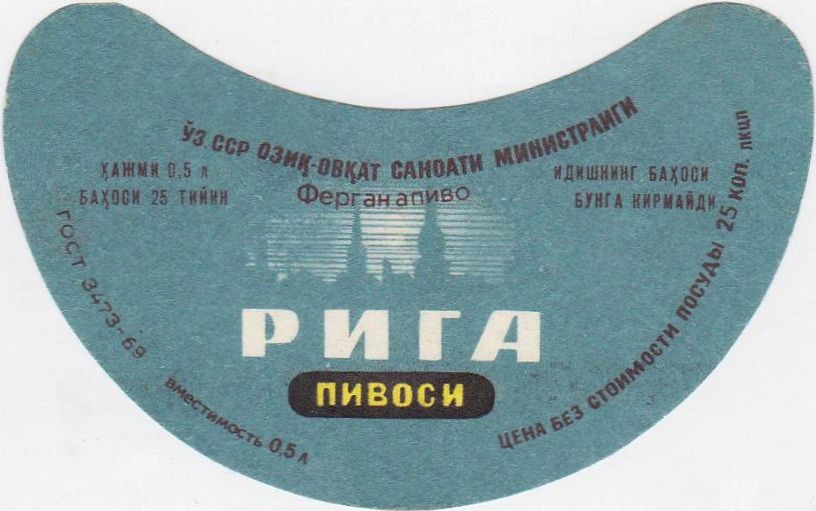 ЎЗ ССР ОЗИҚ-ОВҚАТ САНОАТИ МИНИСТРЛИГИ
ҲАЖМИ 0,5 л
БАҲОСИ 25 ТИЙИН
Ферганапиво
ИДИШНИНГ БАҲОСИ
БУНГА КИРМАЙДИ
РИГА
ПИВОСИ
ГОСТ 3473-69
вместимость 0,5 л
ЦЕНА БЕЗ СТОИМОСТИ ПОСУДЫ 25 КОП. лкцп